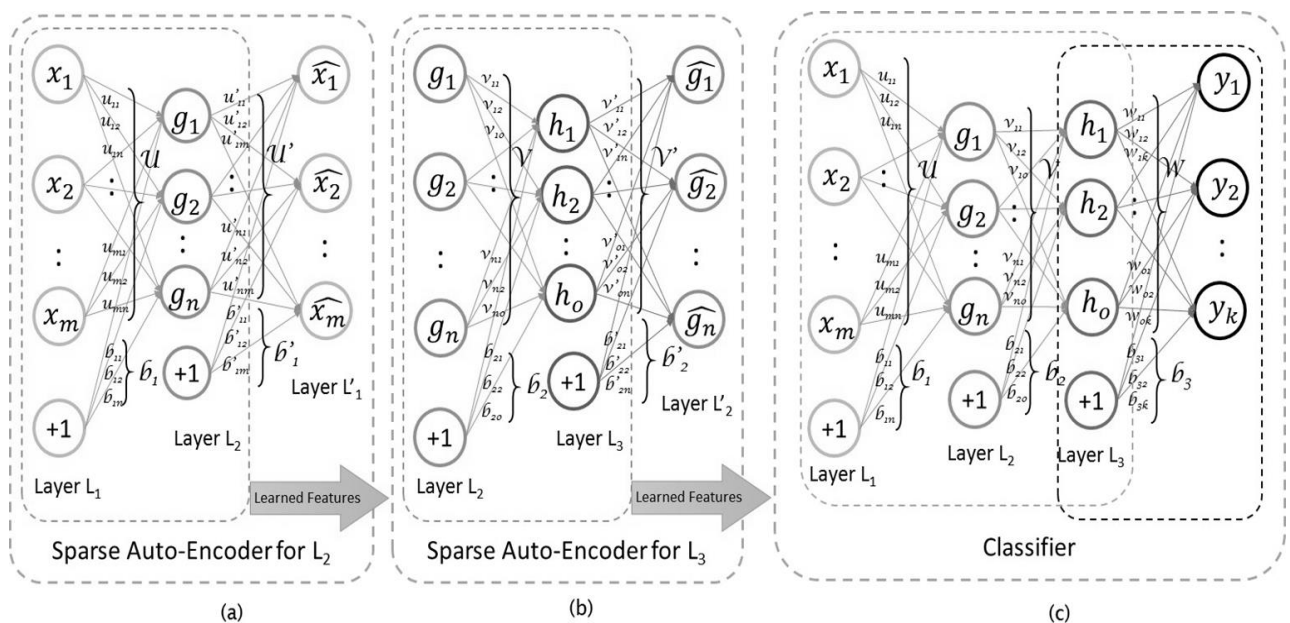 x1
x2
:
xm
+1
u11
u12
u1n
:
um1
um2
umn
U
b11
b12
b1n
b1
Layer L1
g1
g2
:
gn
+1
Layer L2
u'11
u'12
u'1m
:
u'n1
u'n2
u'nm
U'
b'11
b'12
b'1m
b'1
x̂1
x̂2
:
x̂m
Layer L'1
Learned Features
Sparse Auto-Encoder for L2
(a)
g1
g2
:
gn
+1
v11
v12
v1o
:
vn1
vn2
vno
V
b21
b22
b2o
b2
Layer L2
h1
h2
:
ho
+1
Layer L3
v'11
v'12
v'1n
:
v'o1
v'o2
v'on
V'
b'21
b'22
b'2n
b'2
ĝ1
ĝ2
:
ĝn
Layer L'2
Learned Features
Sparse Auto-Encoder for L3
(b)
x1
x2
:
xm
+1
u11
u12
u1n
:
um1
um2
umn
U
b11
b12
b1n
b1
Layer L1
g1
g2
:
gn
+1
Layer L2
v11
v12
v1o
:
vn1
vn2
vno
V
b21
b22
b2o
b2
h1
h2
:
ho
+1
Layer L3
w11
w12
w1k
:
wo1
wo2
wok
W
b31
b32
b3k
b3
y1
y2
:
yk
Classifier
(c)